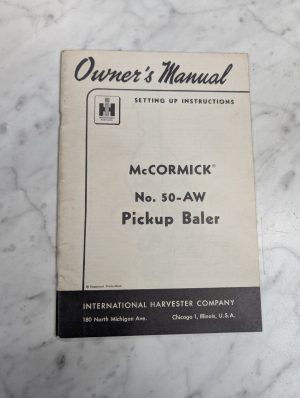 Owner's Manual
SETTING UP INSTRUCTIONS
IH
McCORMICK®
No. 50-AW
Pickup Baler
INTERNATIONAL HARVESTER COMPANY
180 North Michigan Ave. Chicago 1, Illinois, U.S.A.